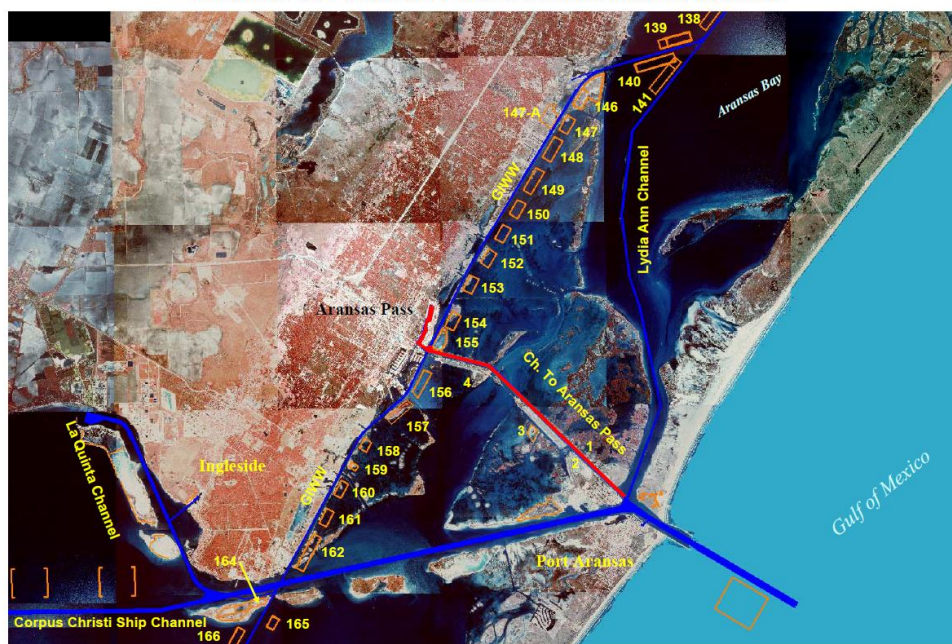 138
139
140
141
Aransas Bay
146
147-A
147
148
GIWW
149
150
Lydia Ann Channel
151
152
153
Aransas Pass
154
155
Ch. To Aransas Pass
4
156
157
3
1
2
158
La Quinta Channel
Ingleside
159
GIWW
160
Gulf of Mexico
161
162
164
Port Aransas
Corpus Christi Ship Channel
165
166